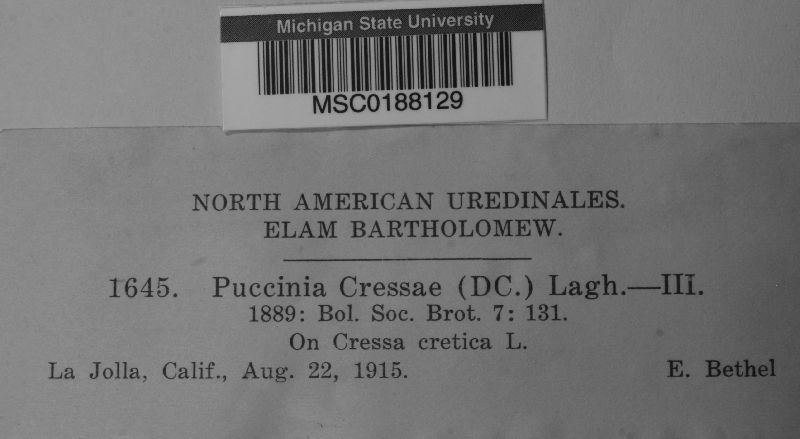 Michigan State University
MSC0188129
NORTH AMERICAN UREDINALES.
ELAM BARTHOLOMEW.
1645. Puccinia Cressae (DC.) Lagh.—III.
1889: Bol. Soc. Brot. 7: 131.
On Cressa cretica L.
La Jolla, Calif., Aug. 22, 1915. E. Bethel